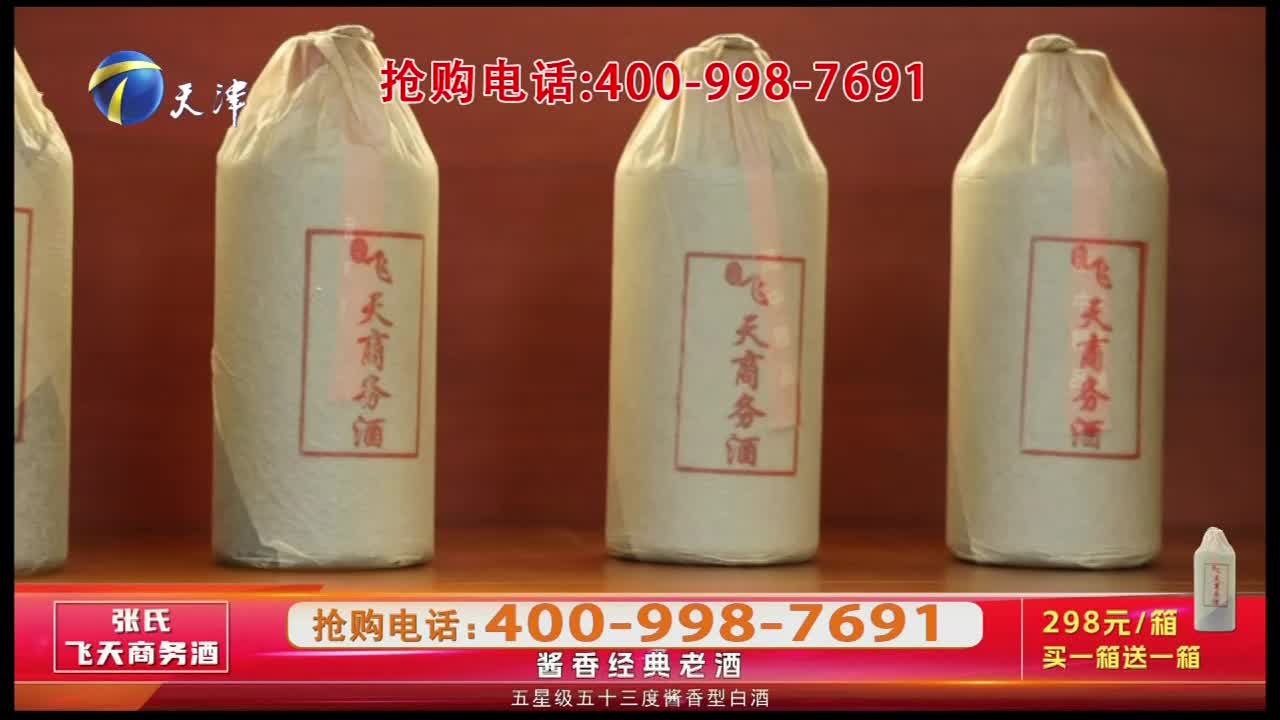 天津
抢购电话:400-998-7691
飞天商务酒
飞天商务酒
飞天商务酒
张氏
飞天商务酒
抢购电话:400-998-7691
酱香经典老酒
五星级五十三度酱香型白酒
298元/箱
买一箱送一箱